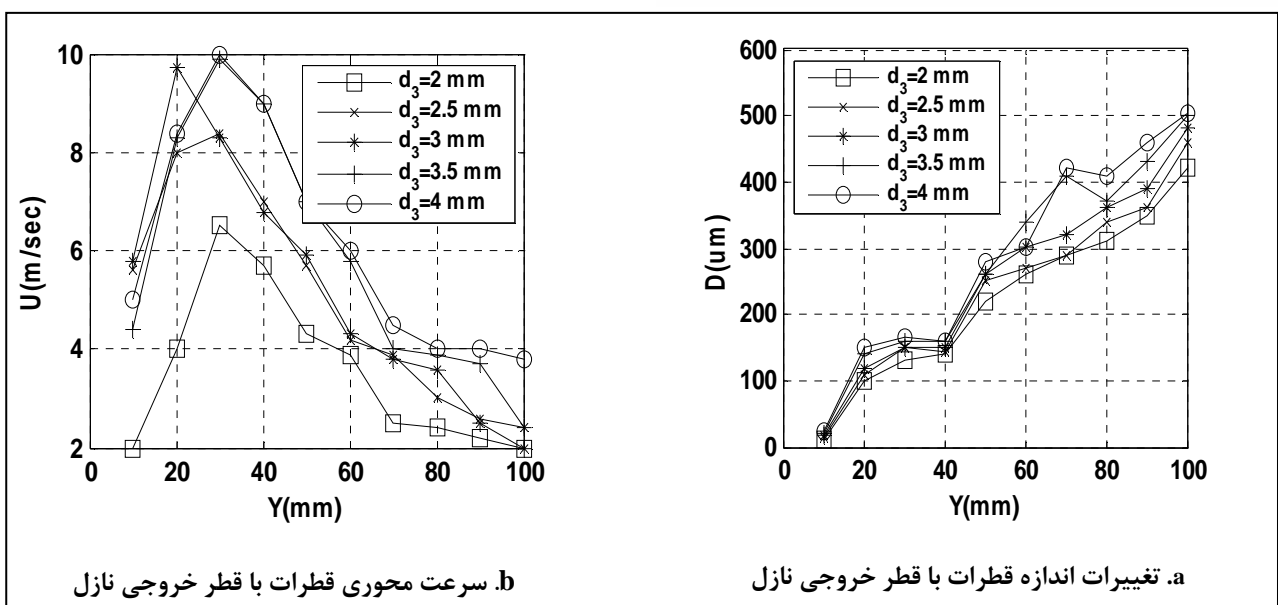 10
8
6
4
2
0
20
40
60
80
100
U(m/sec)
Y(mm)
d3=2 mm
d3=2.5 mm
d3=3 mm
d3=3.5 mm
d3=4 mm
b. سرعت محوری قطرات با قطر خروجی نازل
600
500
400
300
200
100
0
0
20
40
60
80
100
D(um)
Y(mm)
d3=2 mm
d3=2.5 mm
d3=3 mm
d3=3.5 mm
d3=4 mm
a. تغییرات اندازه قطرات با قطر خروجی نازل